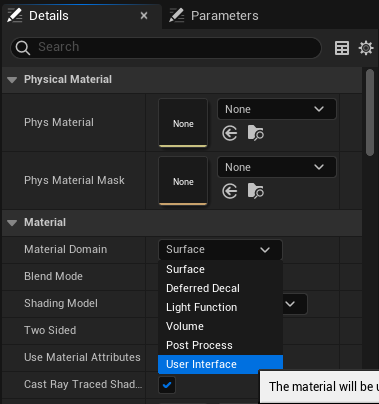 Details
Parameters
Search
Physical Material
Phys Material
None
None
Phys Material Mask
None
None
Material
Material Domain
Surface
Surface
Blend Mode
Deferred Decal
Shading Model
Light Function
Volume
Two Sided
Post Process
Use Material Attributes
User Interface
Cast Ray Traced Shad...
The material will be u